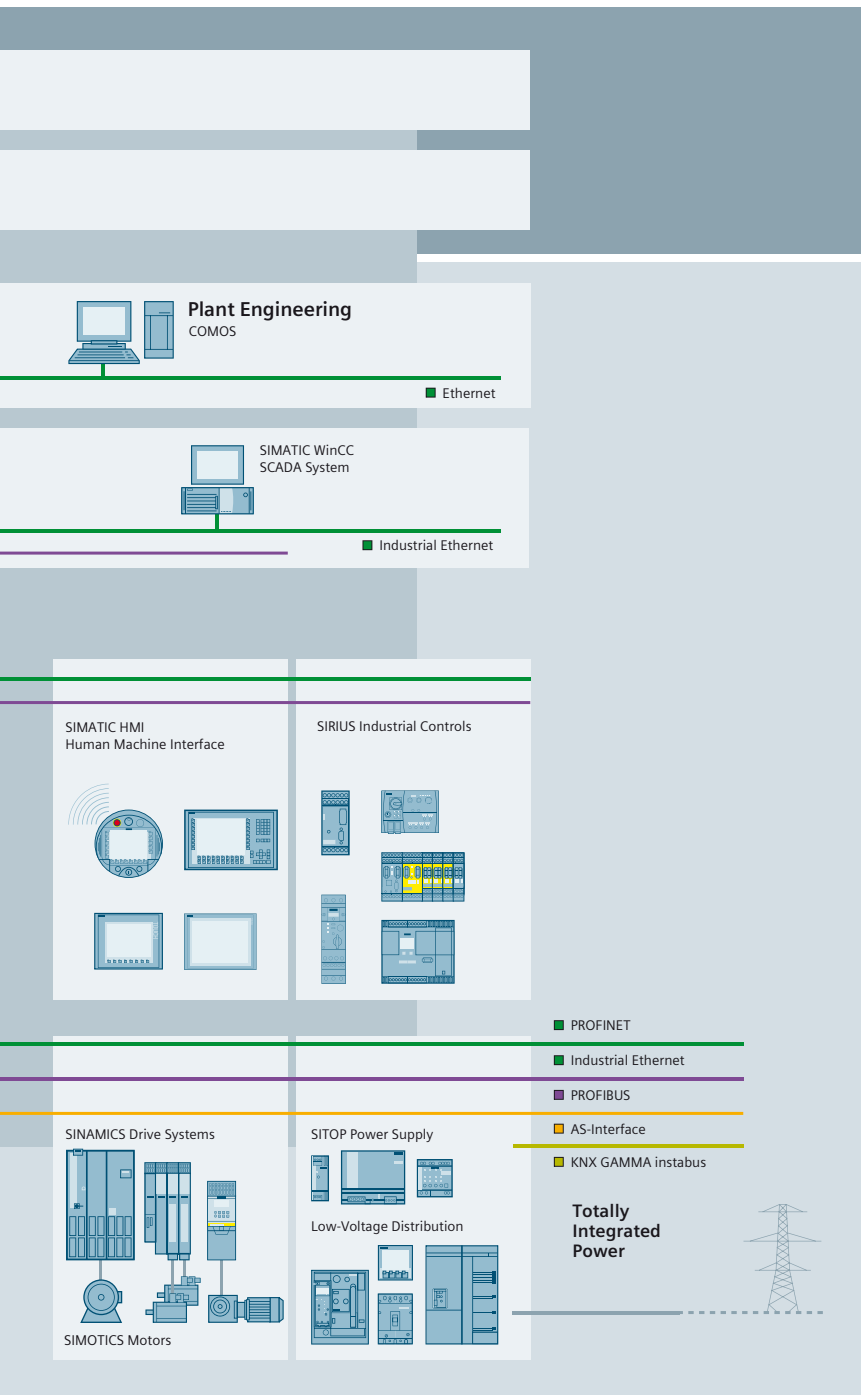 Plant Engineering
COMOS
Ethernet
SIMATIC WinCC
SCADA System
Industrial Ethernet
SIMATIC HMI
Human Machine Interface
SIRIUS Industrial Controls
PROFINET
Industrial Ethernet
PROFIBUS
AS-Interface
KNX GAMMA instabus
SINAMICS Drive Systems
SITOP Power Supply
Low-Voltage Distribution
SIMOTICS Motors
Totally
Integrated
Power